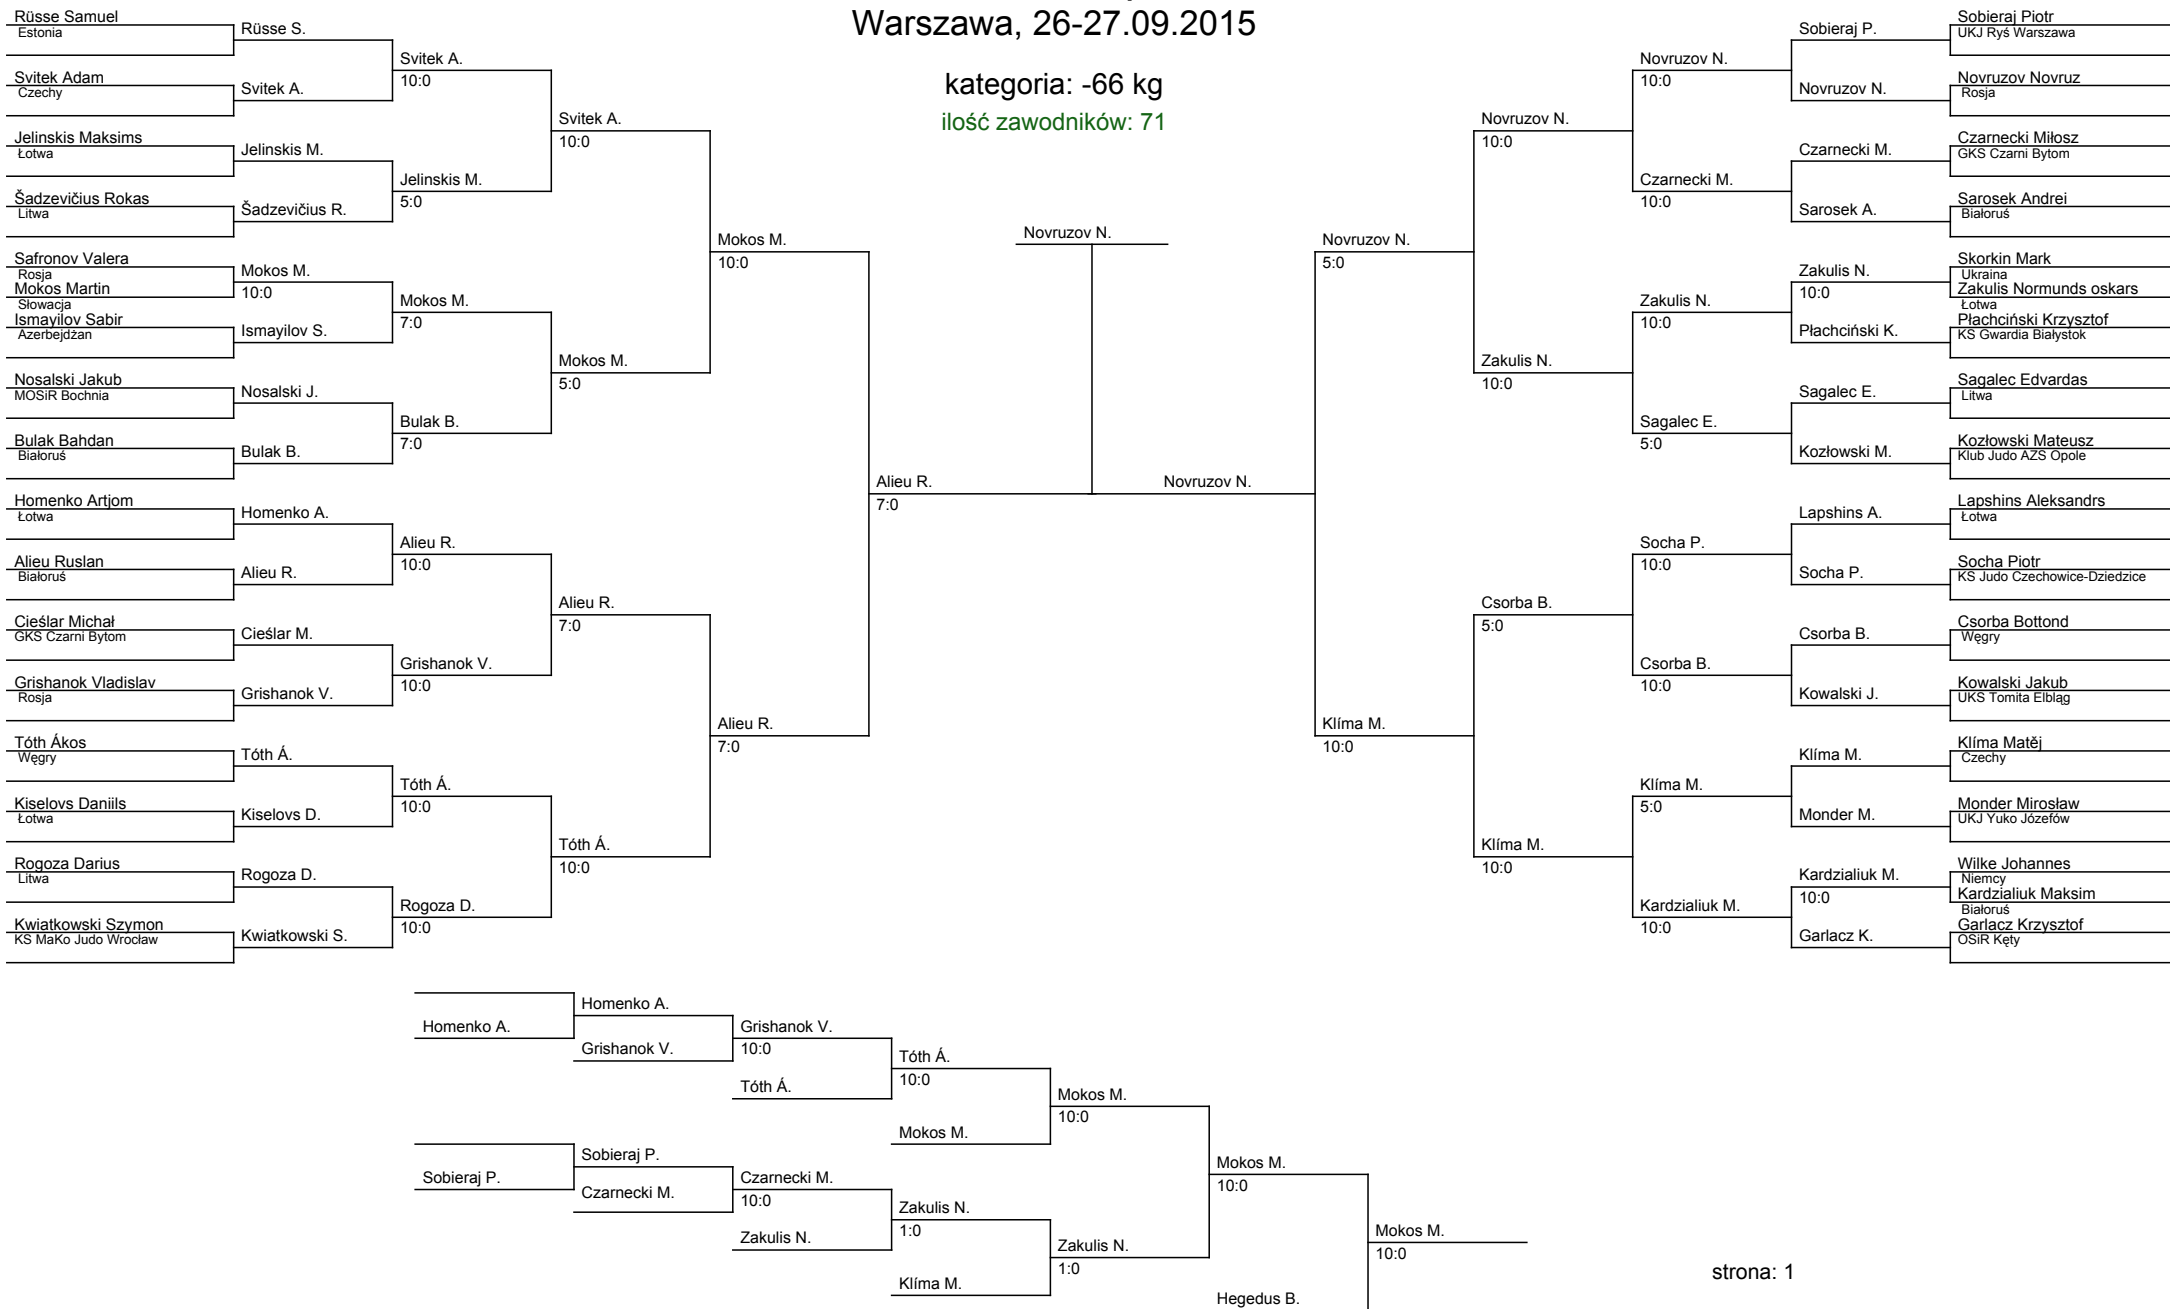 Warszawa, 26-27.09.2015
kategoria: -66 kg
ilość zawodników: 71
Rüsse Samuel
Estonia
Svitek Adam
Czechy
Jelinskis Maksims
Łotwa
Šadzevičius Rokas
Litwa
Safronov Valera
Rosja
Mokos Martin
Słowacja
Ismayilov Sabir
Azerbejdżan
Nosalski Jakub
MOSiR Bochnia
Bulak Bahdan
Białoruś
Homenko Artjom
Łotwa
Alieu Ruslan
Białoruś
Cieślar Michał
GKS Czarni Bytom
Grishanok Vladislav
Rosja
Tóth Ákos
Węgry
Kiselovs Daniils
Łotwa
Rogoza Darius
Litwa
Kwiatkowski Szymon
KS MaKo Judo Wrocław
Rüsse S.
Svitek A.
Jelinskis M.
Šadzevičius R.
Mokos M.
10:0
Ismayilov S.
Nosalski J.
Bulak B.
Homenko A.
Alieu R.
Cieślar M.
Grishanok V.
Tóth Á.
Kiselovs D.
Rogoza D.
Kwiatkowski S.
Svitek A.
10:0
Jelinskis M.
5:0
Mokos M.
7:0
Bulak B.
7:0
Alieu R.
10:0
Grishanok V.
10:0
Tóth Á.
10:0
Rogoza D.
10:0
Svitek A.
10:0
Mokos M.
5:0
Alieu R.
7:0
Tóth Á.
10:0
Mokos M.
10:0
Alieu R.
7:0
Alieu R.
7:0
Novruzov N.
Novruzov N.
Novruzov N.
5:0
Klíma M.
10:0
Novruzov N.
10:0
Zakulis N.
10:0
Csorba B.
5:0
Klíma M.
10:0
Novruzov N.
10:0
Czarnecki M.
10:0
Zakulis N.
10:0
Sagalec E.
5:0
Socha P.
10:0
Csorba B.
10:0
Klíma M.
5:0
Kardzialiuk M.
10:0
Sobieraj P.
Novruzov N.
Czarnecki M.
Sarosek A.
Zakulis N.
10:0
Płachciński K.
Sagalec E.
Kozłowski M.
Lapshins A.
Socha P.
Csorba B.
Kowalski J.
Klíma M.
Monder M.
Kardzialiuk M.
10:0
Garlacz K.
Sobieraj Piotr
UKJ Ryś Warszawa
Novruzov Novruz
Rosja
Czarnecki Miłosz
GKS Czarni Bytom
Sarosek Andrei
Białoruś
Skorkin Mark
Ukraina
Zakulis Normunds oskars
Łotwa
Płachciński Krzysztof
KS Gwardia Białystok
Sagalec Edvardas
Litwa
Kozłowski Mateusz
Klub Judo AZS Opole
Lapshins Aleksandrs
Łotwa
Socha Piotr
KS Judo Czechowice-Dziedzice
Csorba Bottond
Węgry
Kowalski Jakub
UKS Tomita Elbląg
Klíma Matěj
Czechy
Monder Mirosław
UKJ Yuko Józefów
Wilke Johannes
Niemcy
Kardzialiuk Maksim
Białoruś
Garlacz Krzysztof
OSiR Kęty
Homenko A.
Homenko A.
Grishanok V.
Grishanok V.
10:0
Tóth Á.
Tóth Á.
10:0
Mokos M.
Mokos M.
10:0
Sobieraj P.
Sobieraj P.
Czarnecki M.
Czarnecki M.
10:0
Zakulis N.
Zakulis N.
1:0
Klíma M.
Zakulis N.
1:0
Mokos M.
10:0
Hegedus B.
Mokos M.
10:0
strona: 1